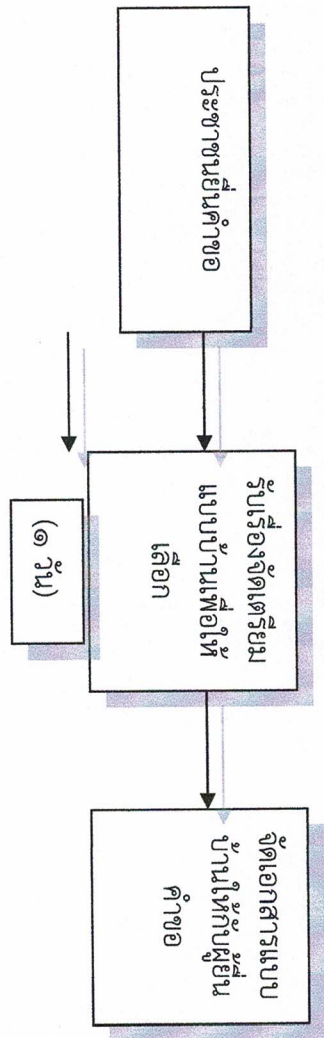 ประชาชนยื่นคำขอ
รับเรื่องจัดเตรียม
แบบบ้านเพื่อให้
เลือก
(๑ วัน)
จัดเอกสารแบบ
บ้านให้กับผู้ยื่น
คำขอ